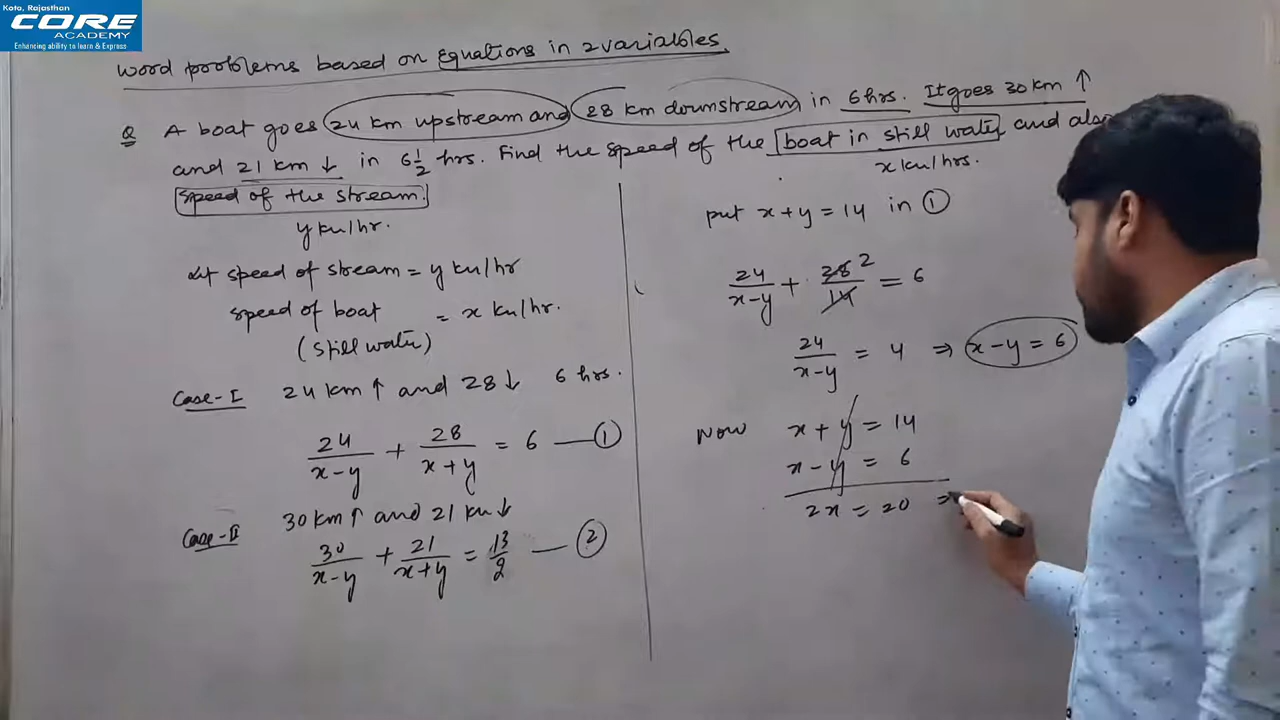 Kota, Rajasthan
CORE
ACADEMY
Enhancing ability to learn & Express
Word problems based on Equations in 2 variables.
Q A boat goes 24 km upstream and 28 km downstream in 6 hrs. It goes 30 km ↑
and 21 km ↓ in 6 1/2 hrs. Find the speed of the boat in still water and also
x km/hrs.
Speed of the stream.
y km/hr.
Let speed of stream = y km/hr
speed of boat = x km/hr.
(still water)
Case-I 24 km ↑ and 28 ↓ 6 hrs.
24/(x-y) + 28/(x+y) = 6 — ①
Case-II 30 km ↑ and 21 km ↓
30/(x-y) + 21/(x+y) = 13/2 — ②
put x+y = 14 in ①
24/(x-y) + 28/14 2 = 6
24/(x-y) = 4 ⇒ x-y = 6
Now x + y = 14
x - y = 6
2x = 20 ⇒